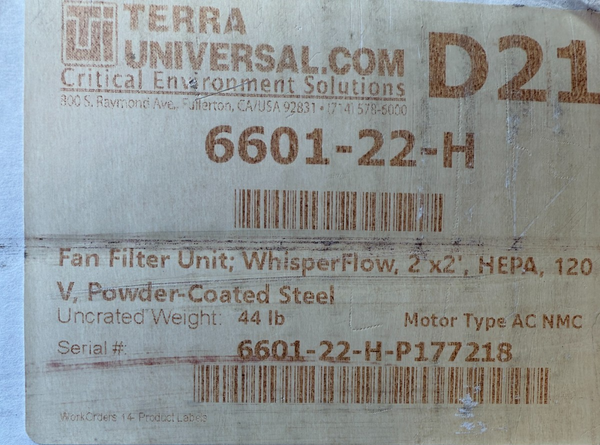 TUI TERRA
UNIVERSAL.COM
Critical Environment Solutions
800 S. Raymond Ave., Fullerton, CA/USA 92831 • (714) 578-6000
D21
6601-22-H
Fan Filter Unit; WhisperFlow, 2'x2', HEPA, 120
V, Powder-Coated Steel
Uncrated Weight: 44 lb
Motor Type AC NMC
Serial #: 6601-22-H-P177218
WorkOrders 14- Product Labels